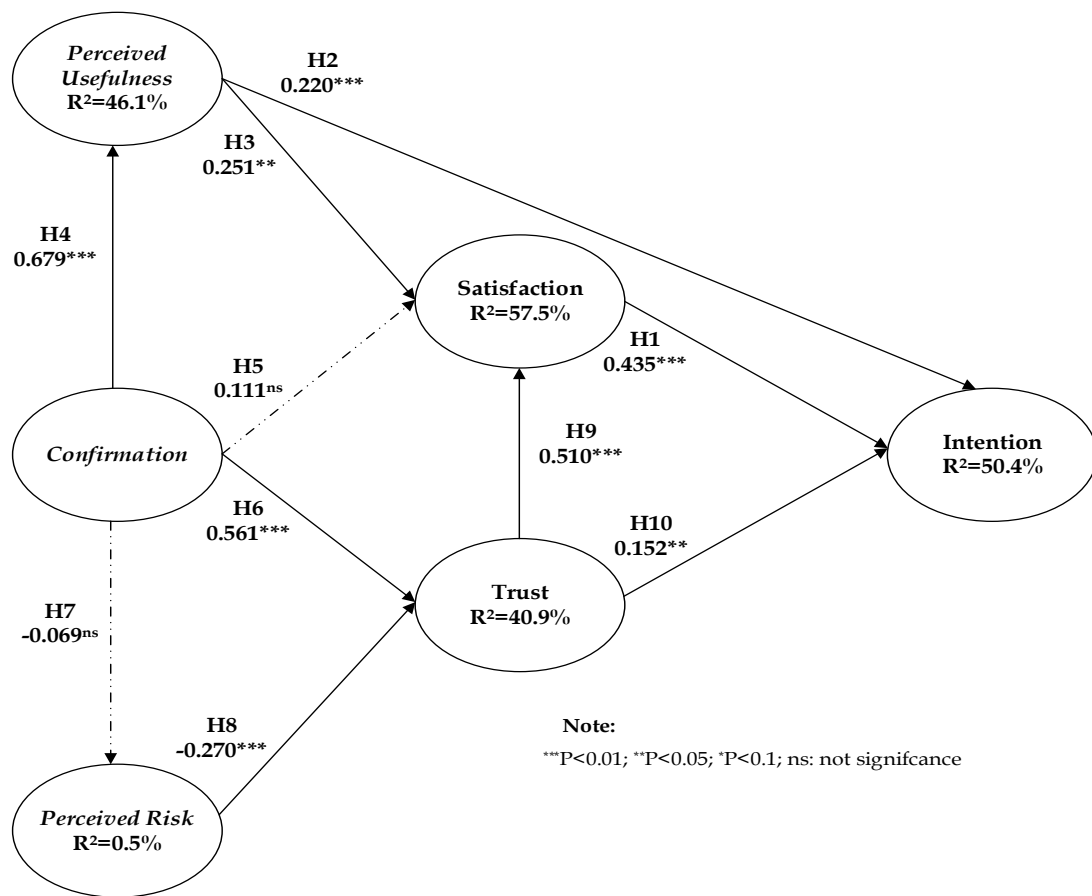 Perceived
Usefulness
R²=46.1%
H2
0.220***
H3
0.251**
H4
0.679***
Satisfaction
R²=57.5%
H1
0.435***
H5
0.111ⁿˢ
Confirmation
H9
0.510***
Intention
R²=50.4%
H6
0.561***
H10
0.152**
Trust
R²=40.9%
H7
-0.069ⁿˢ
H8
-0.270***
Note:
***P<0.01; **P<0.05; *P<0.1; ns: not signifcance
Perceived Risk
R²=0.5%